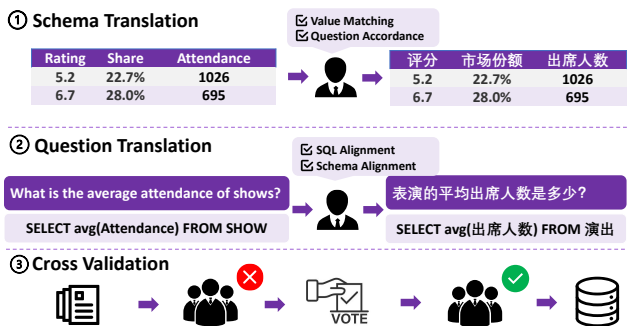 ① Schema Translation
☑ Value Matching
☑ Question Accordance
Rating Share Attendance
5.2 22.7% 1026
6.7 28.0% 695
评分 市场份额 出席人数
5.2 22.7% 1026
6.7 28.0% 695
② Question Translation
☑ SQL Alignment
☑ Schema Alignment
What is the average attendance of shows?
SELECT avg(Attendance) FROM SHOW
表演的平均出席人数是多少?
SELECT avg(出席人数) FROM 演出
③ Cross Validation
VOTE